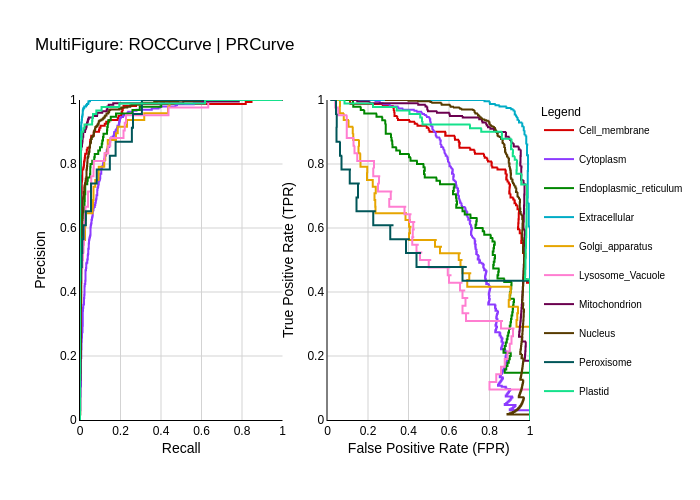 MultiFigure: ROCCurve | PRCurve
Precision
1
0.8
0.6
0.4
0.2
0
0 0.2 0.4 0.6 0.8 1
Recall
True Positive Rate (TPR)
1
0.8
0.6
0.4
0.2
0
0 0.2 0.4 0.6 0.8 1
False Positive Rate (FPR)
Legend
Cell_membrane
Cytoplasm
Endoplasmic_reticulum
Extracellular
Golgi_apparatus
Lysosome_Vacuole
Mitochondrion
Nucleus
Peroxisome
Plastid